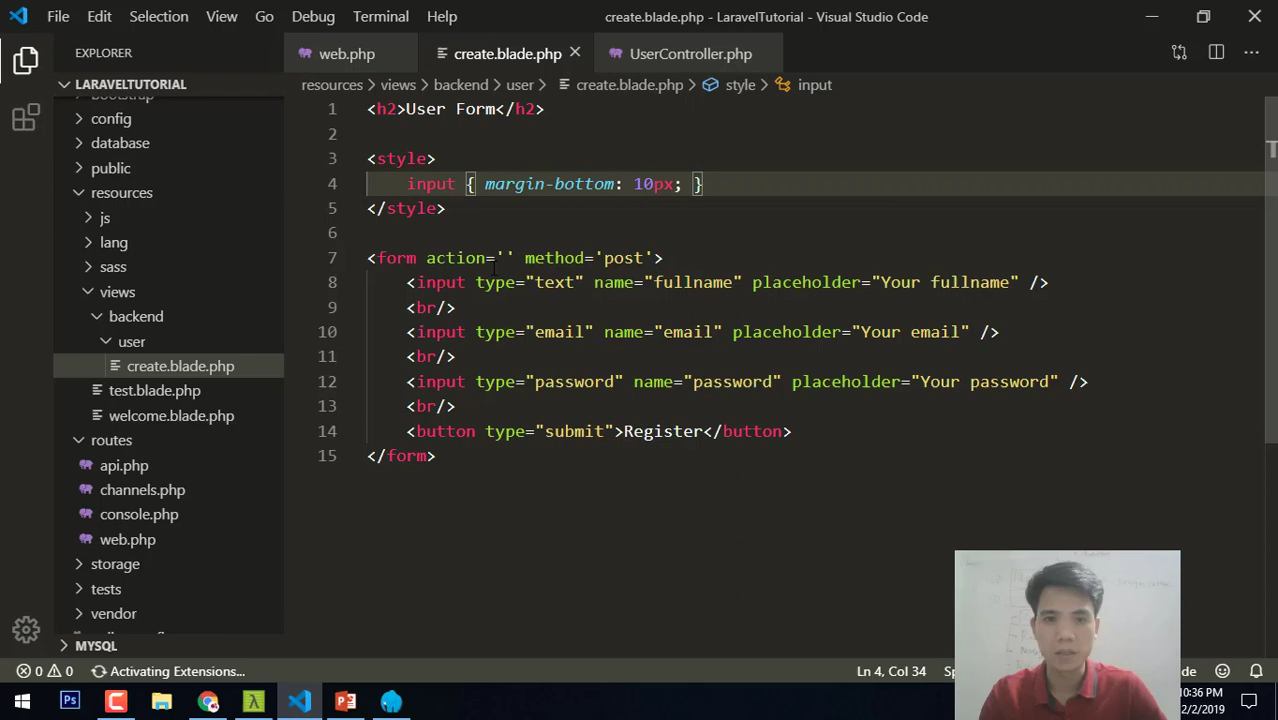 File Edit Selection View Go Debug Terminal Help
create.blade.php - LaravelTutorial - Visual Studio Code
EXPLORER
web.php
create.blade.php
UserController.php
LARAVELTUTORIAL
resources > views > backend > user > create.blade.php > style > input
bootstrap
config
database
public
resources
js
lang
sass
views
backend
user
create.blade.php
test.blade.php
welcome.blade.php
routes
api.php
channels.php
console.php
web.php
storage
tests
vendor
MYSQL
1 <h2>User Form</h2>
2
3 <style>
4 input { margin-bottom: 10px; }
5 </style>
6
7 <form action='' method='post'>
8 <input type="text" name="fullname" placeholder="Your fullname" />
9 <br/>
10 <input type="email" name="email" placeholder="Your email" />
11 <br/>
12 <input type="password" name="password" placeholder="Your password" />
13 <br/>
14 <button type="submit">Register</button>
15 </form>
0 0 Activating Extensions...
Ln 4, Col 34
Ps
10:36 PM
2/2/2019